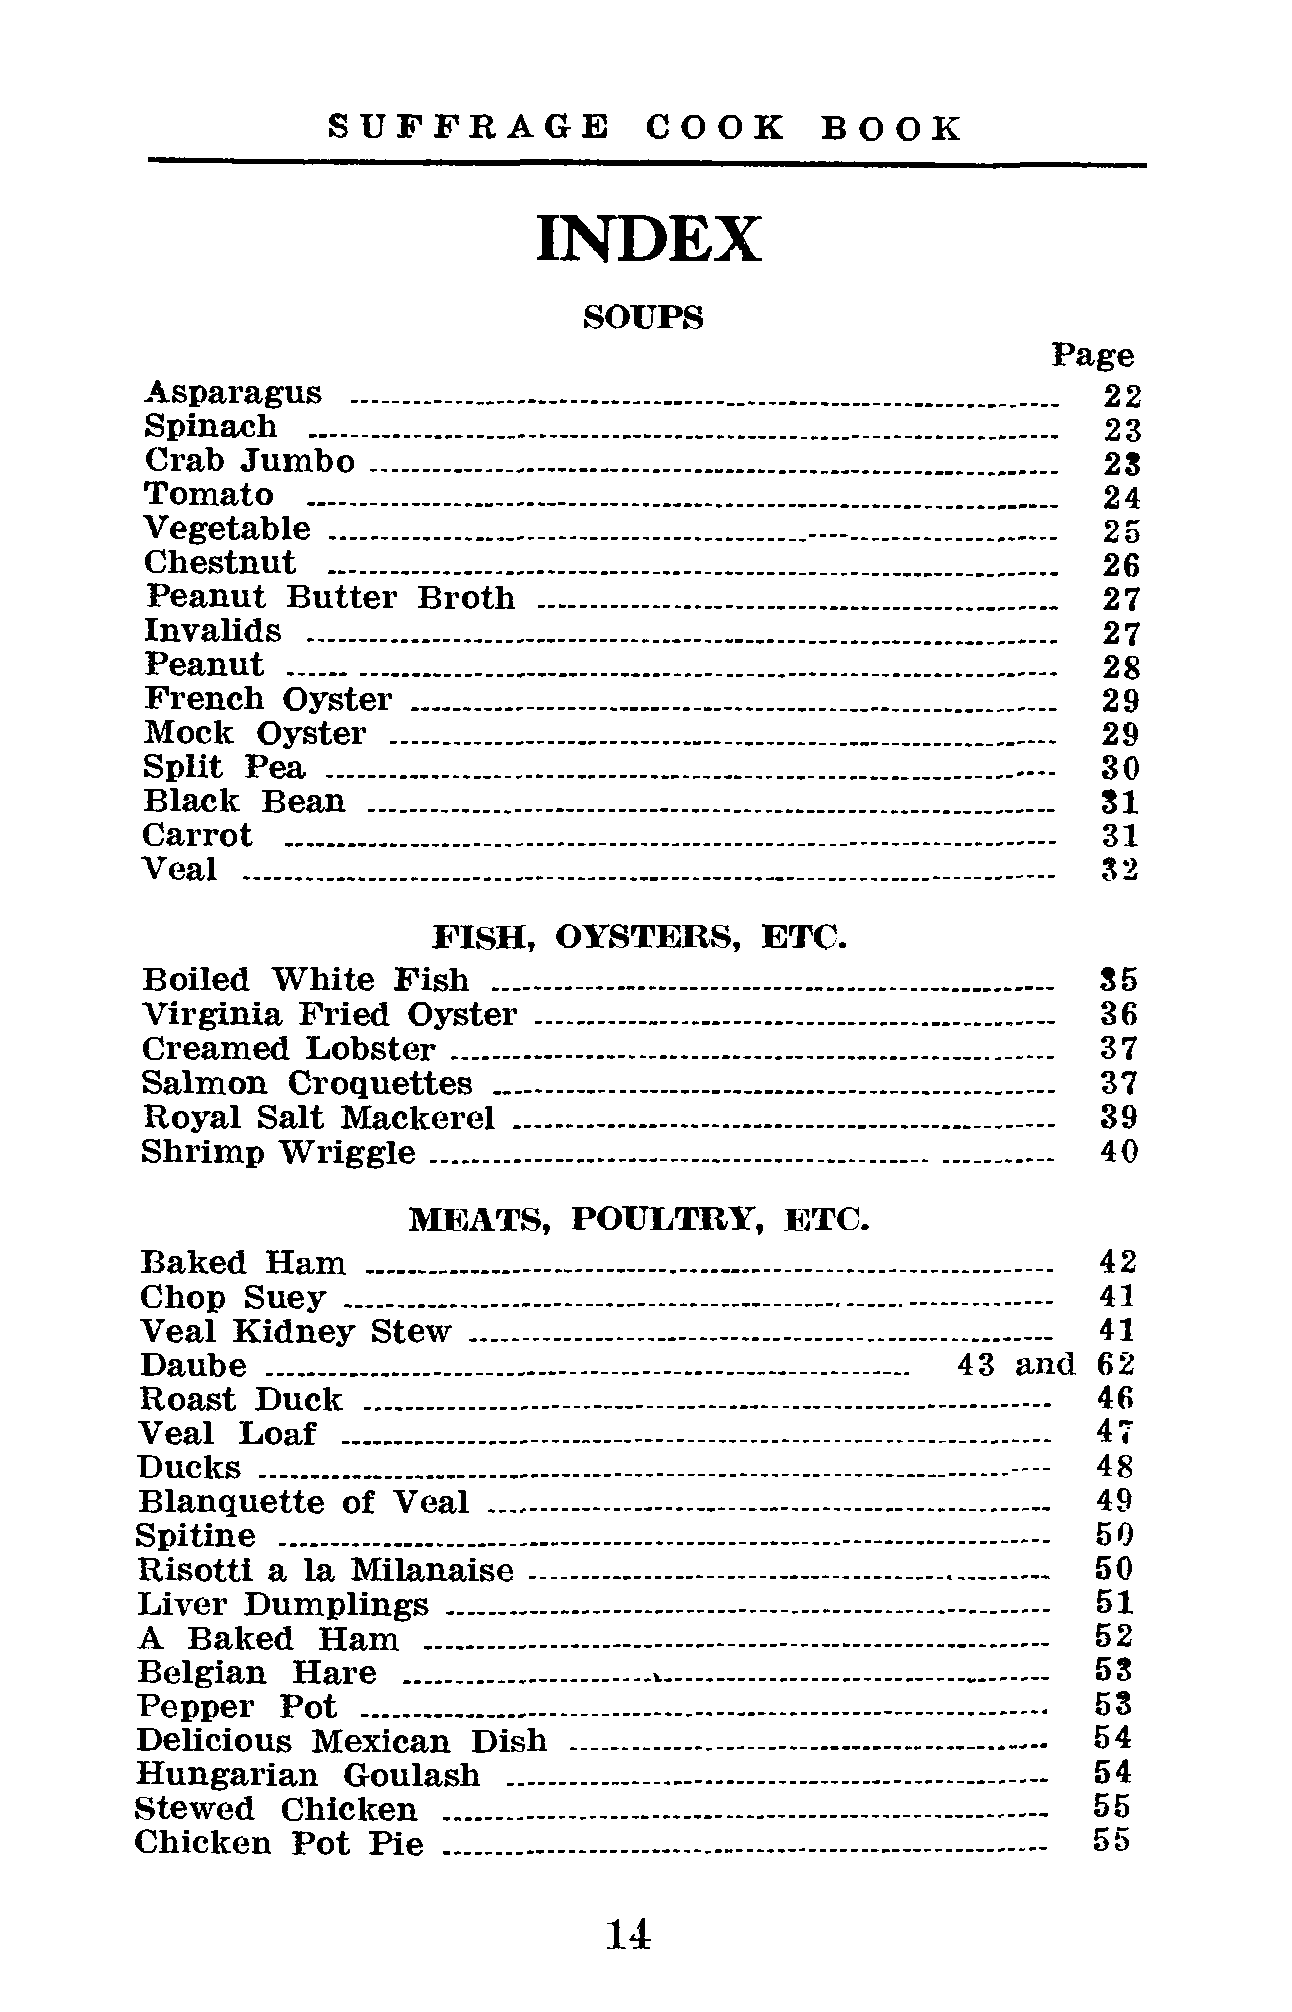 SUFFRAGE COOK BOOK
INDEX
SOUPS
Page
Asparagus 22
Spinach 23
Crab Jumbo 23
Tomato 24
Vegetable 25
Chestnut 26
Peanut Butter Broth 27
Invalids 27
Peanut 28
French Oyster 29
Mock Oyster 29
Split Pea 30
Black Bean 31
Carrot 31
Veal 32
FISH, OYSTERS, ETC.
Boiled White Fish 35
Virginia Fried Oyster 36
Creamed Lobster 37
Salmon Croquettes 37
Royal Salt Mackerel 39
Shrimp Wriggle 40
MEATS, POULTRY, ETC.
Baked Ham 42
Chop Suey 41
Veal Kidney Stew 41
Daube 43 and 62
Roast Duck 46
Veal Loaf 47
Ducks 48
Blanquette of Veal 49
Spitine 50
Risotti a la Milanaise 50
Liver Dumplings 51
A Baked Ham 52
Belgian Hare 53
Pepper Pot 53
Delicious Mexican Dish 54
Hungarian Goulash 54
Stewed Chicken 55
Chicken Pot Pie 55
14